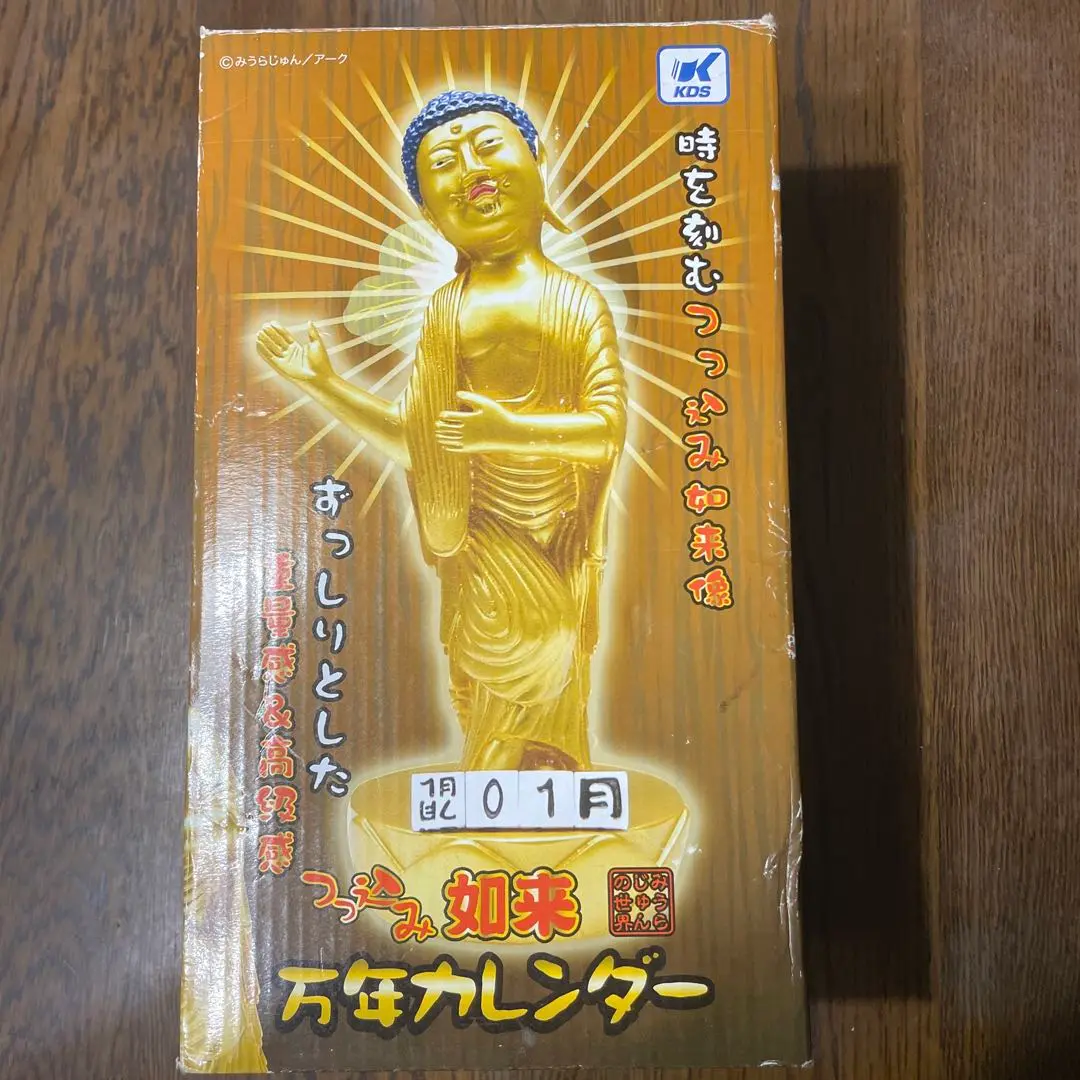 ©みうらじゅん/アーク
KDS
時を刻むつっ込み如来像
ずっしりとした
重量感&高級感
01月
つっ込み如来
みうら
じゅん
の世界
万年カレンダー